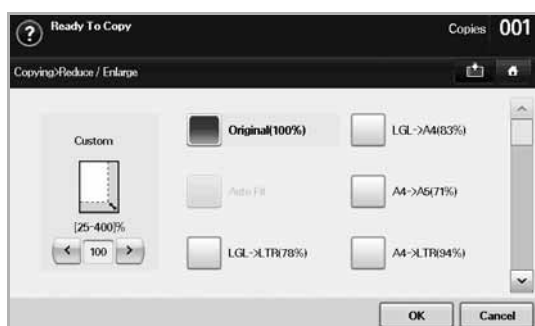 Ready To Copy
Copies 001
Copying>Reduce / Enlarge
Custom
[25-400]%
100
Original(100%)
LGL->A4(83%)
Auto Fit
A4->A5(71%)
LGL->LTR(78%)
A4->LTR(94%)
OK
Cancel